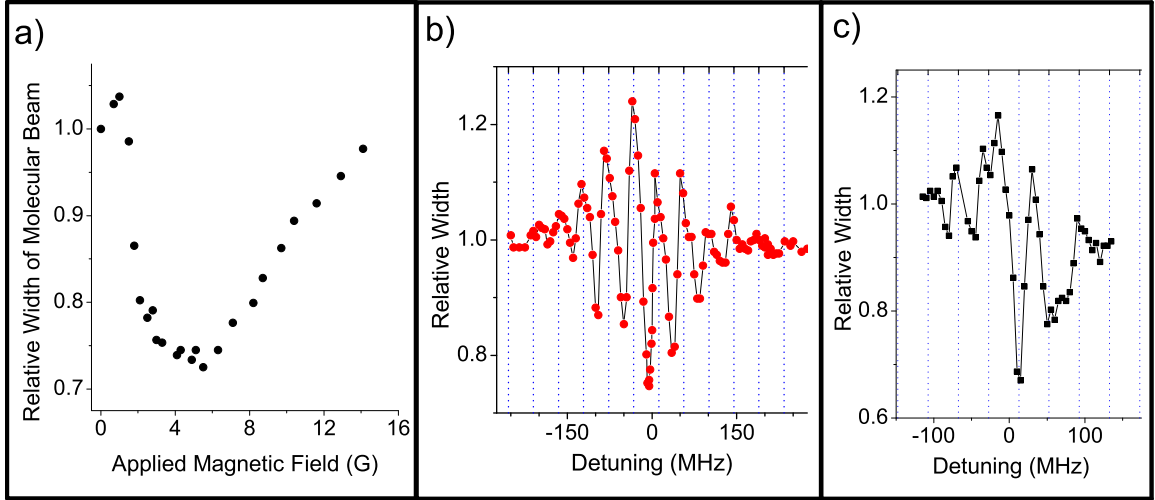 a)
Relative Width of Molecular Beam
1.0
0.9
0.8
0.7
0 4 8 12 16
Applied Magnetic Field (G)
b)
Relative Width
1.2
1.0
0.8
-150 0 150
Detuning (MHz)
c)
Relative Width
1.2
1.0
0.8
0.6
-100 0 100
Detuning (MHz)